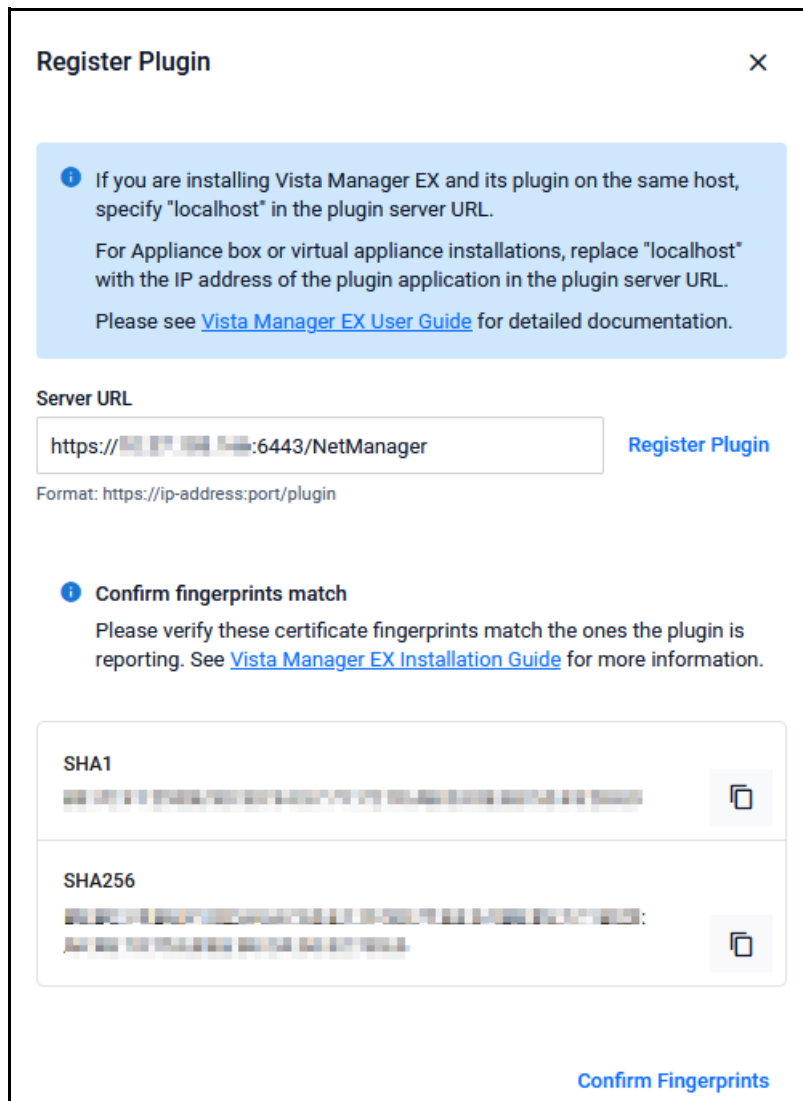 Register Plugin
If you are installing Vista Manager EX and its plugin on the same host,
specify "localhost" in the plugin server URL.
For Appliance box or virtual appliance installations, replace "localhost"
with the IP address of the plugin application in the plugin server URL.
Please see Vista Manager EX User Guide for detailed documentation.
Server URL
https:// :6443/NetManager
Register Plugin
Format: https://ip-address:port/plugin
Confirm fingerprints match
Please verify these certificate fingerprints match the ones the plugin is
reporting. See Vista Manager EX Installation Guide for more information.
SHA1
SHA256
Confirm Fingerprints